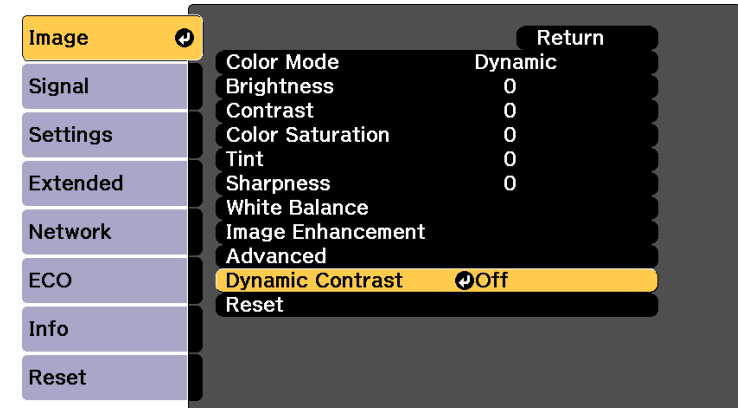 Image
Signal
Settings
Extended
Network
ECO
Info
Reset
Return
Color Mode Dynamic
Brightness 0
Contrast 0
Color Saturation 0
Tint 0
Sharpness 0
White Balance
Image Enhancement
Advanced
Dynamic Contrast Off
Reset